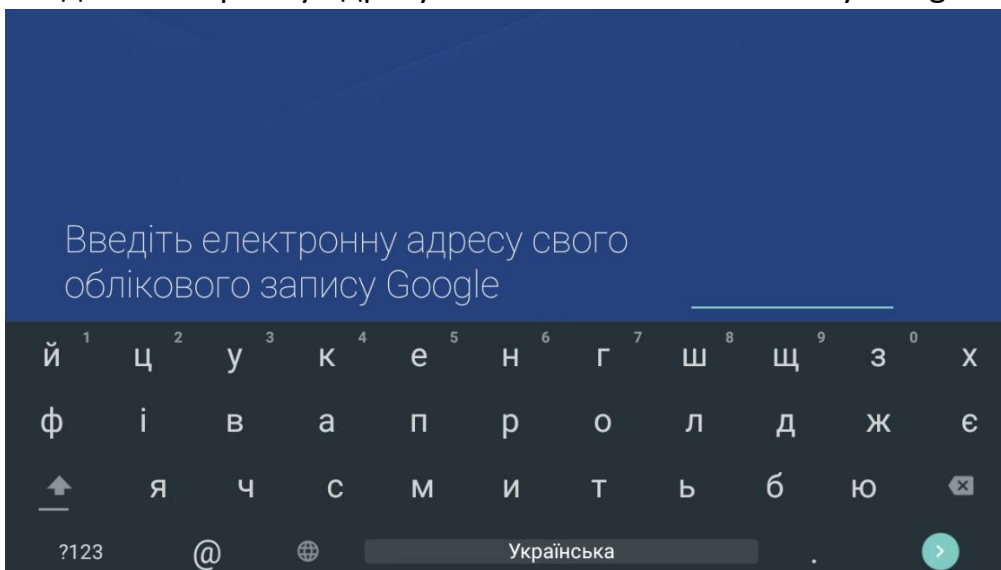 Введіть електронну адресу свого
облікового запису Google
й 1 ц 2 у 3 к 4 е 5 н 6 г 7 ш 8 щ 9 з 0 х
ф і в а п р о л д ж є
я ч с м и т ь б ю
?123 @ Українська .